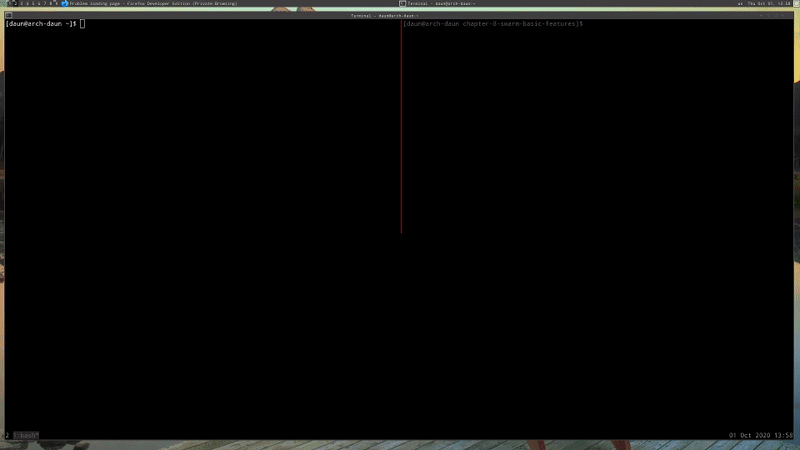 1 2 3 4 5 6 7 8 9 Problem loading page - Firefox Developer Edition (Private Browsing)
Terminal - daun@arch-daun:~
us Thu Oct 01, 13:58
Terminal - daun@arch-daun:~
[daun@arch-daun ~]$
[daun@arch-daun chapter-8-swarm-basic-features]$
2 1:bash*
01 Oct 2020 13:58